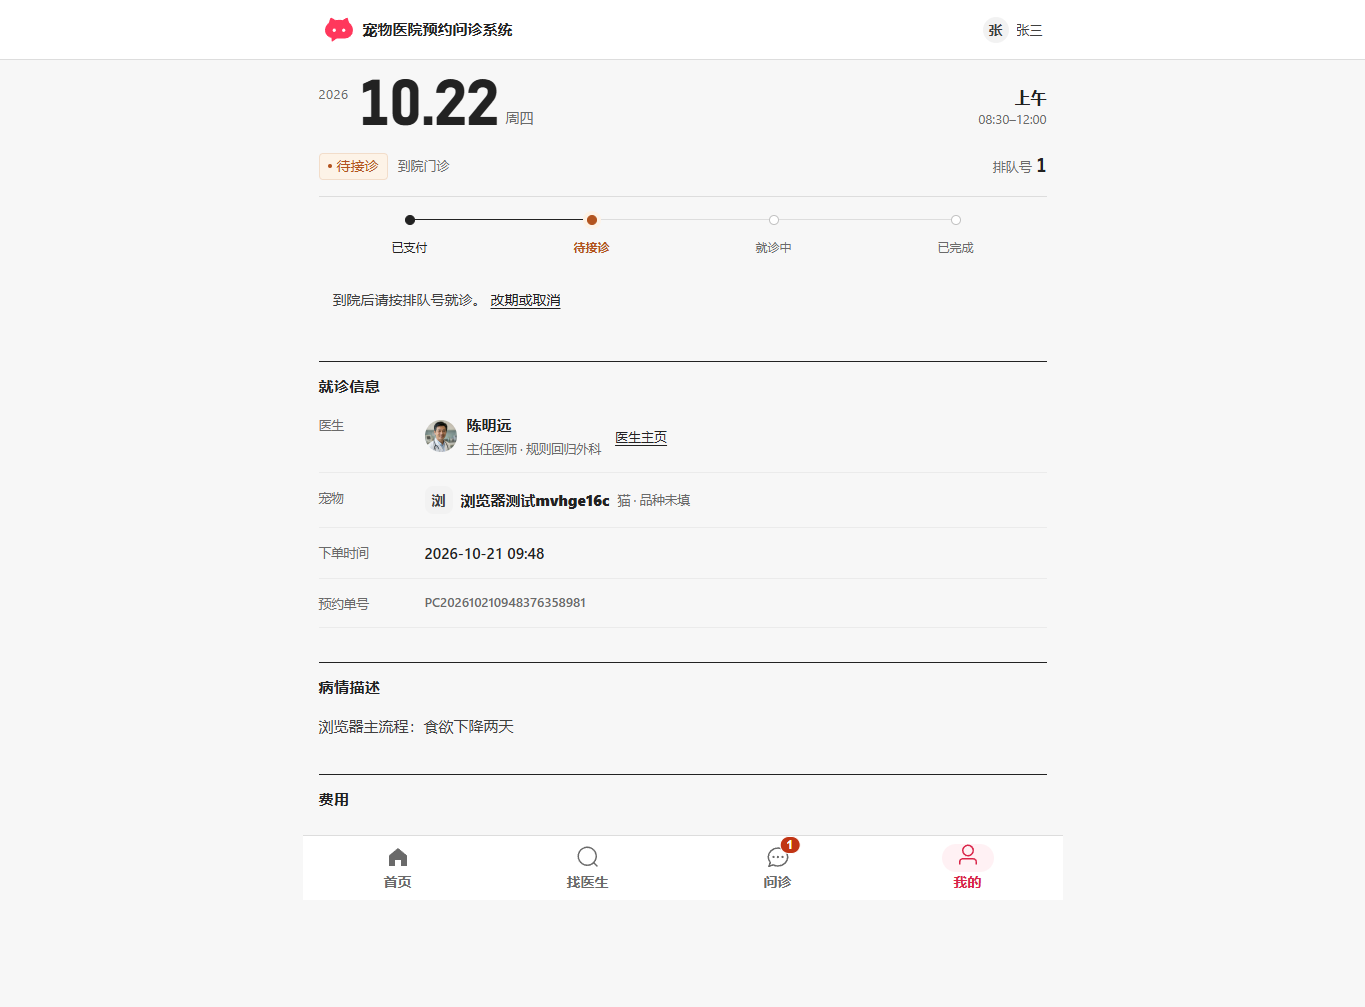 宠物医院预约问诊系统
张 张三
2026 10.22 周四
上午
08:30–12:00
待接诊 到院门诊
排队号 1
已支付 待接诊 就诊中 已完成
到院后请按排队号就诊。 改期或取消
就诊信息
医生 陈明远
主任医师 · 规则回归外科
医生主页
宠物 浏 浏览器测试mvhge16c 猫 · 品种未填
下单时间 2026-10-21 09:48
预约单号 PC202610210948376358981
病情描述
浏览器主流程：食欲下降两天
费用
1
首页 找医生 问诊 我的